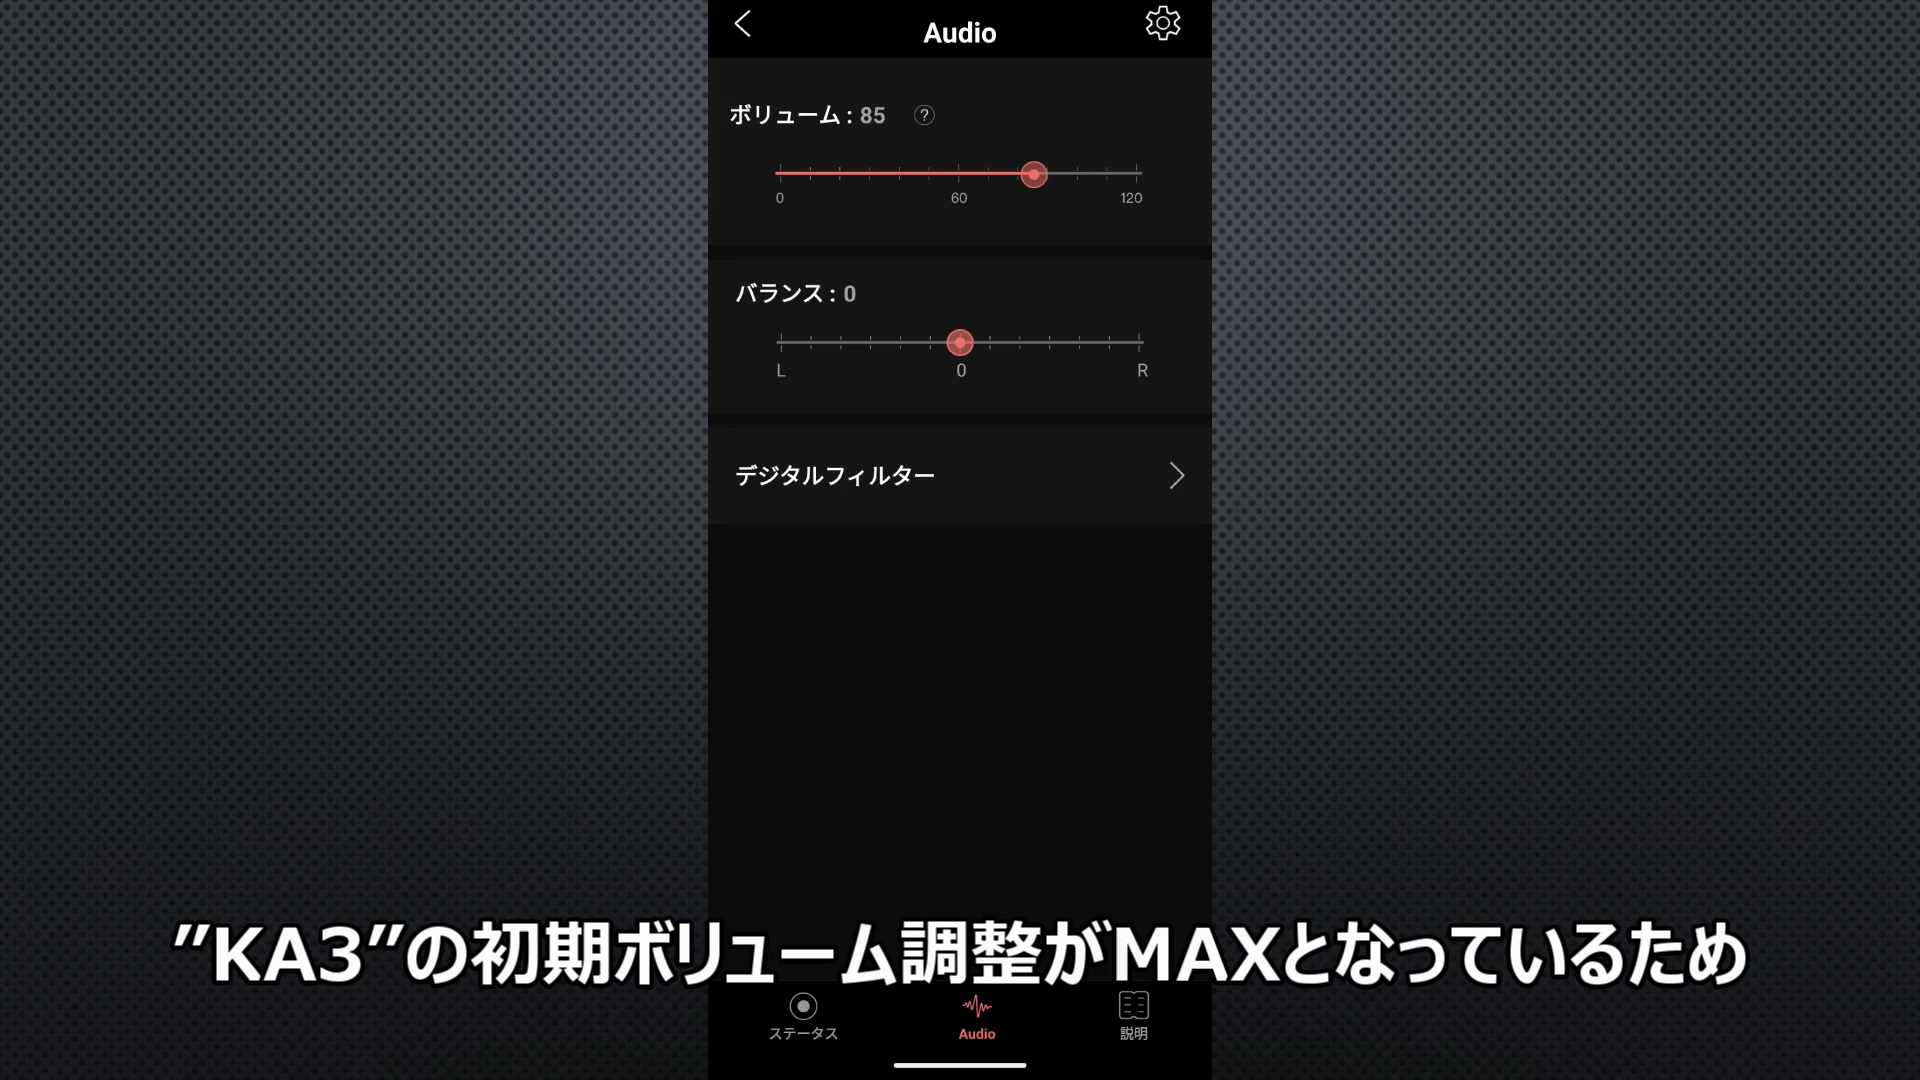 Audio
ボリューム : 85 ?
0 60 120
バランス : 0
L 0 R
デジタルフィルター
”KA3”の初期ボリューム調整がMAXとなっているため
ステータス Audio 説明